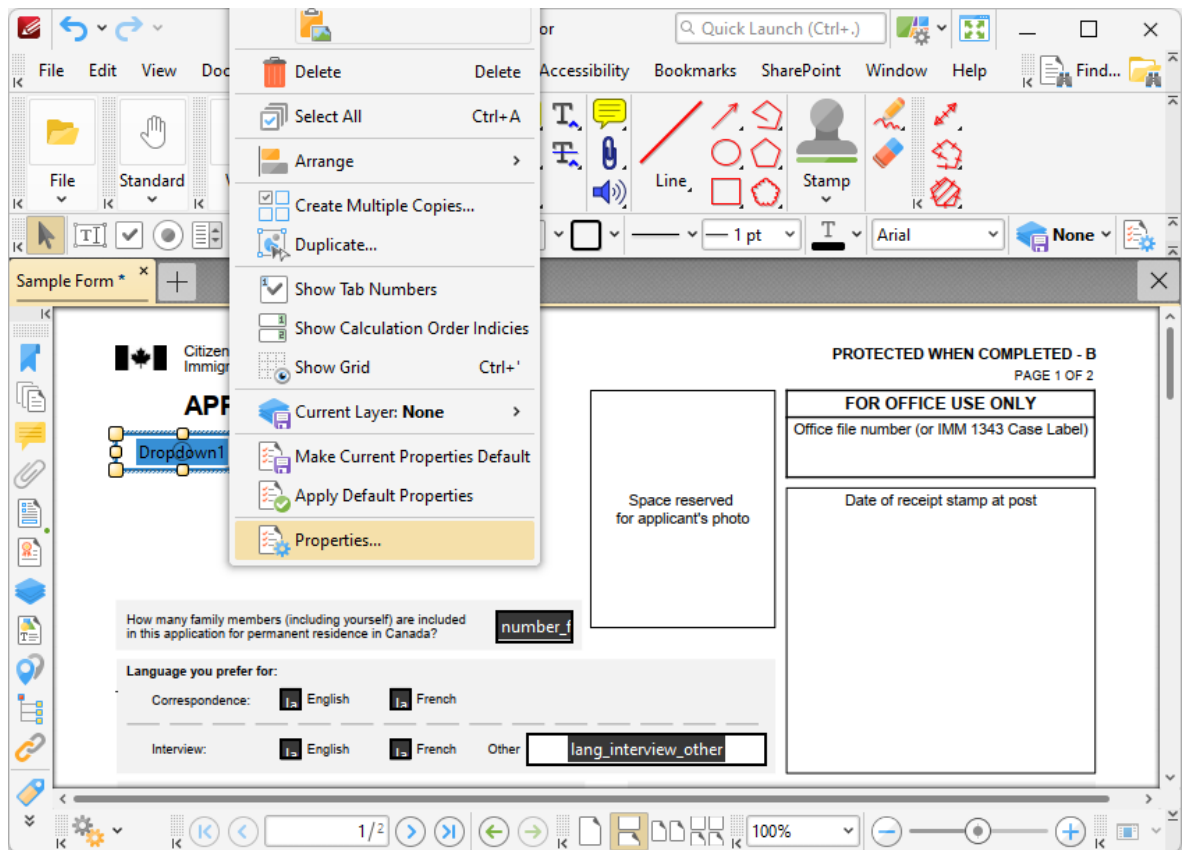 or
Quick Launch (Ctrl+.)
File Edit View Doc Accessibility Bookmarks SharePoint Window Help Find...
File
Standard
Line
Stamp
1 pt
Arial
None
Sample Form *
Delete Delete
Select All Ctrl+A
Arrange
Create Multiple Copies...
Duplicate...
Show Tab Numbers
Show Calculation Order Indicies
Show Grid Ctrl+'
Current Layer: None
Make Current Properties Default
Apply Default Properties
Properties...
Citizen
Immigr
APP
Dropdown1
PROTECTED WHEN COMPLETED - B
PAGE 1 OF 2
FOR OFFICE USE ONLY
Office file number (or IMM 1343 Case Label)
Space reserved
for applicant's photo
Date of receipt stamp at post
How many family members (including yourself) are included
in this application for permanent residence in Canada?
number_f
Language you prefer for:
Correspondence: la English la French
Interview: la English la French Other lang_interview_other
1/2
100%